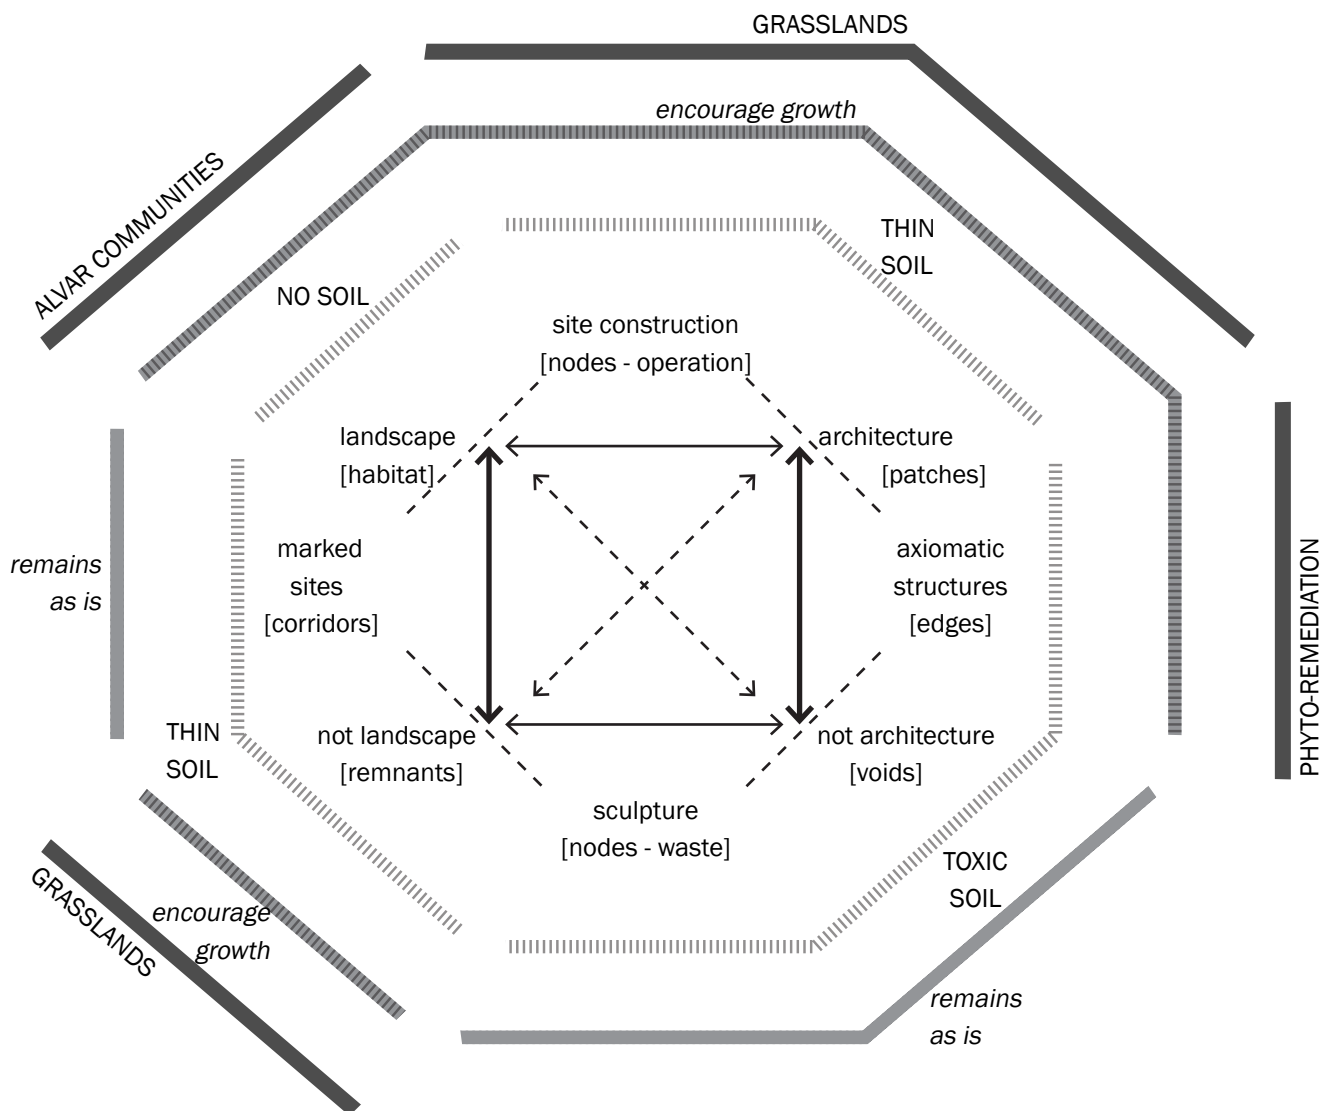 GRASSLANDS
encourage growth
ALVAR COMMUNITIES
THIN
SOIL
NO SOIL
site construction
[nodes - operation]
landscape
[habitat]
architecture
[patches]
remains
as is
marked
sites
[corridors]
axiomatic
structures
[edges]
PHYTO-REMEDIATION
THIN
SOIL
not landscape
[remnants]
not architecture
[voids]
sculpture
[nodes - waste]
TOXIC
SOIL
GRASSLANDS
encourage
growth
remains
as is